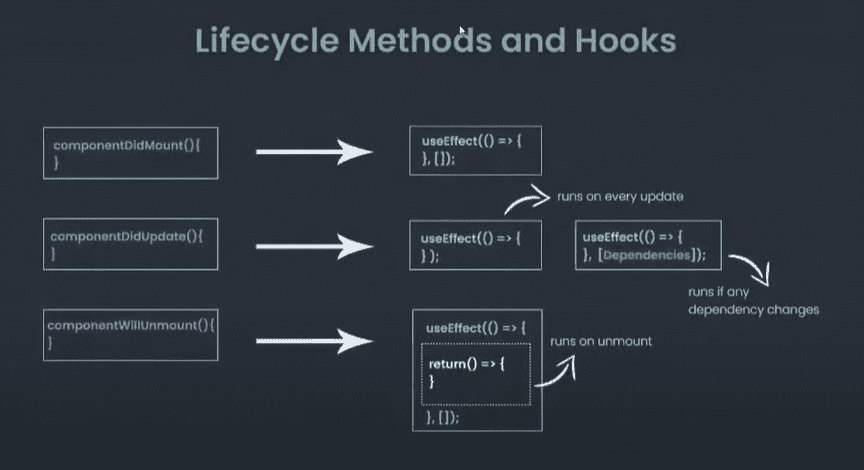 Lifecycle Methods and Hooks
componentDidMount(){
}
useEffect(() => {
}, []);
runs on every update
componentDidUpdate(){
}
useEffect(() => {
} );
useEffect(() => {
}, [Dependencies]);
runs if any
dependency changes
componentWillUnmount(){
}
useEffect(() => {
return() => {
}
}, []);
runs on unmount